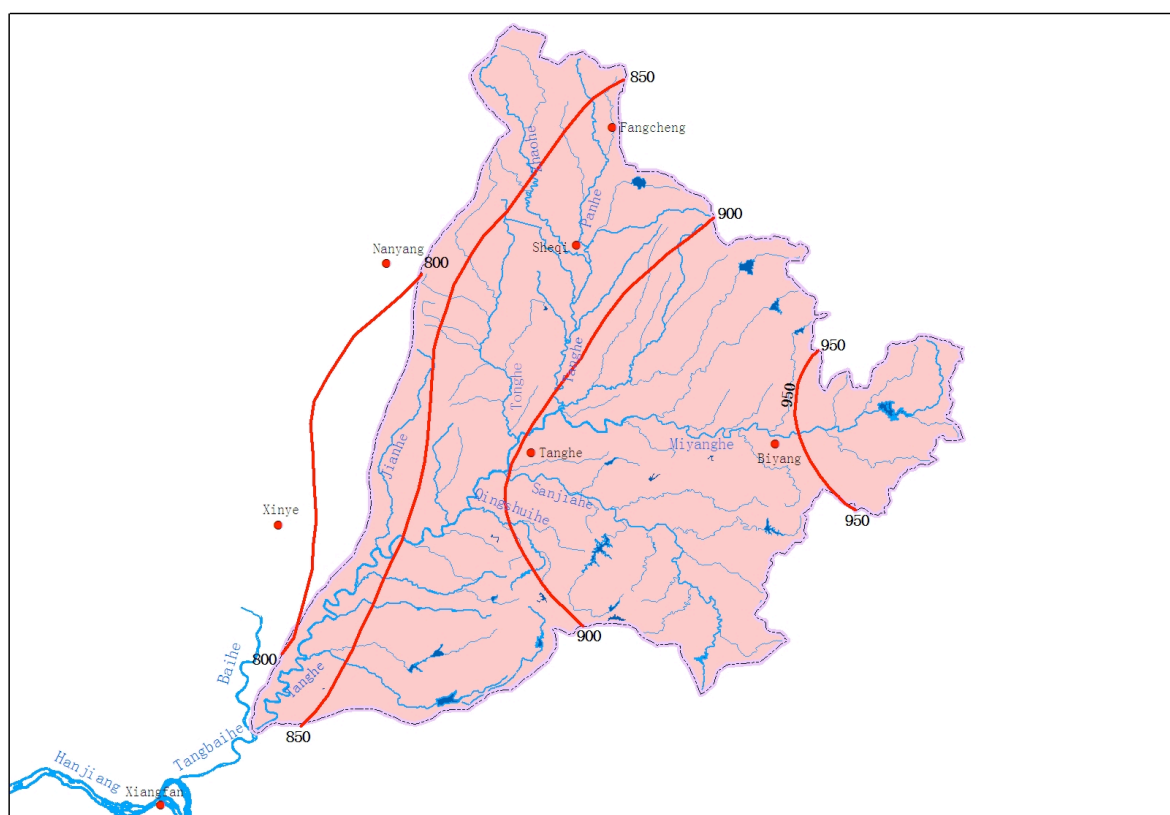 850
Fangcheng
Zhaohe
Panhe
900
Sheqi
Nanyang
800
950
Tanghe
950
Tonghe
Miyanghe
Tanghe
Biyang
Jianhe
Sanjiahe
Qingshuihe
950
Xinye
900
800
Baihe
Tanghe
850
Tangbaihe
Hanjiang
Xiangfan